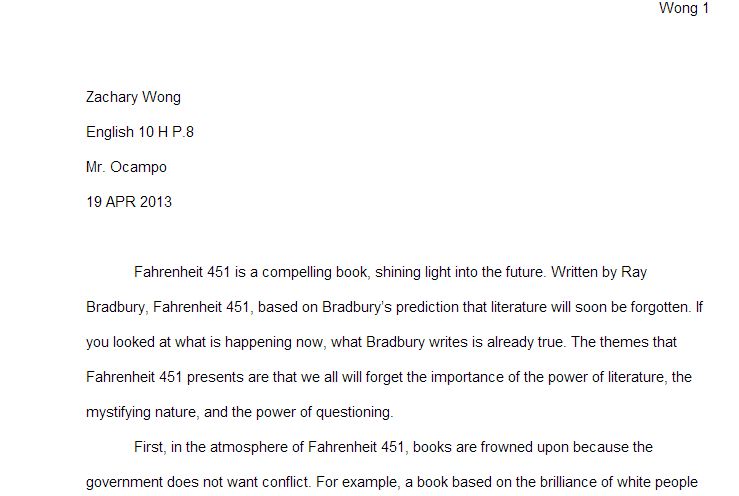 Wong 1
Zachary Wong
English 10 H P.8
Mr. Ocampo
19 APR 2013
Fahrenheit 451 is a compelling book, shining light into the future. Written by Ray
Bradbury, Fahrenheit 451, based on Bradbury's prediction that literature will soon be forgotten. If
you looked at what is happening now, what Bradbury writes is already true. The themes that
Fahrenheit 451 presents are that we all will forget the importance of the power of literature, the
mystifying nature, and the power of questioning.
First, in the atmosphere of Fahrenheit 451, books are frowned upon because the
government does not want conflict. For example, a book based on the brilliance of white people